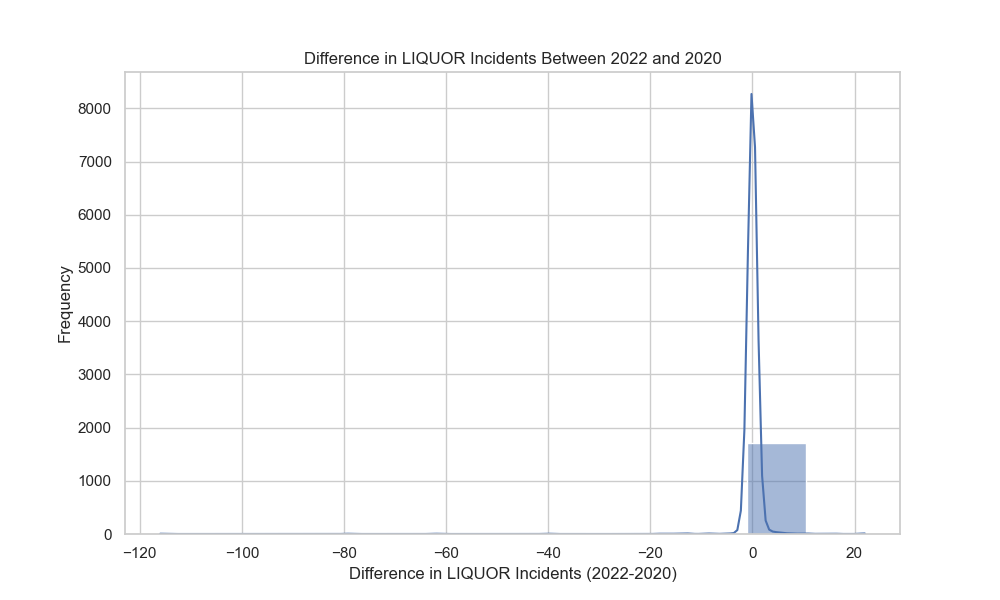 Difference in LIQUOR Incidents Between 2022 and 2020
8000
7000
6000
5000
4000
3000
2000
1000
0
Frequency
−120 −100 −80 −60 −40 −20 0 20
Difference in LIQUOR Incidents (2022-2020)